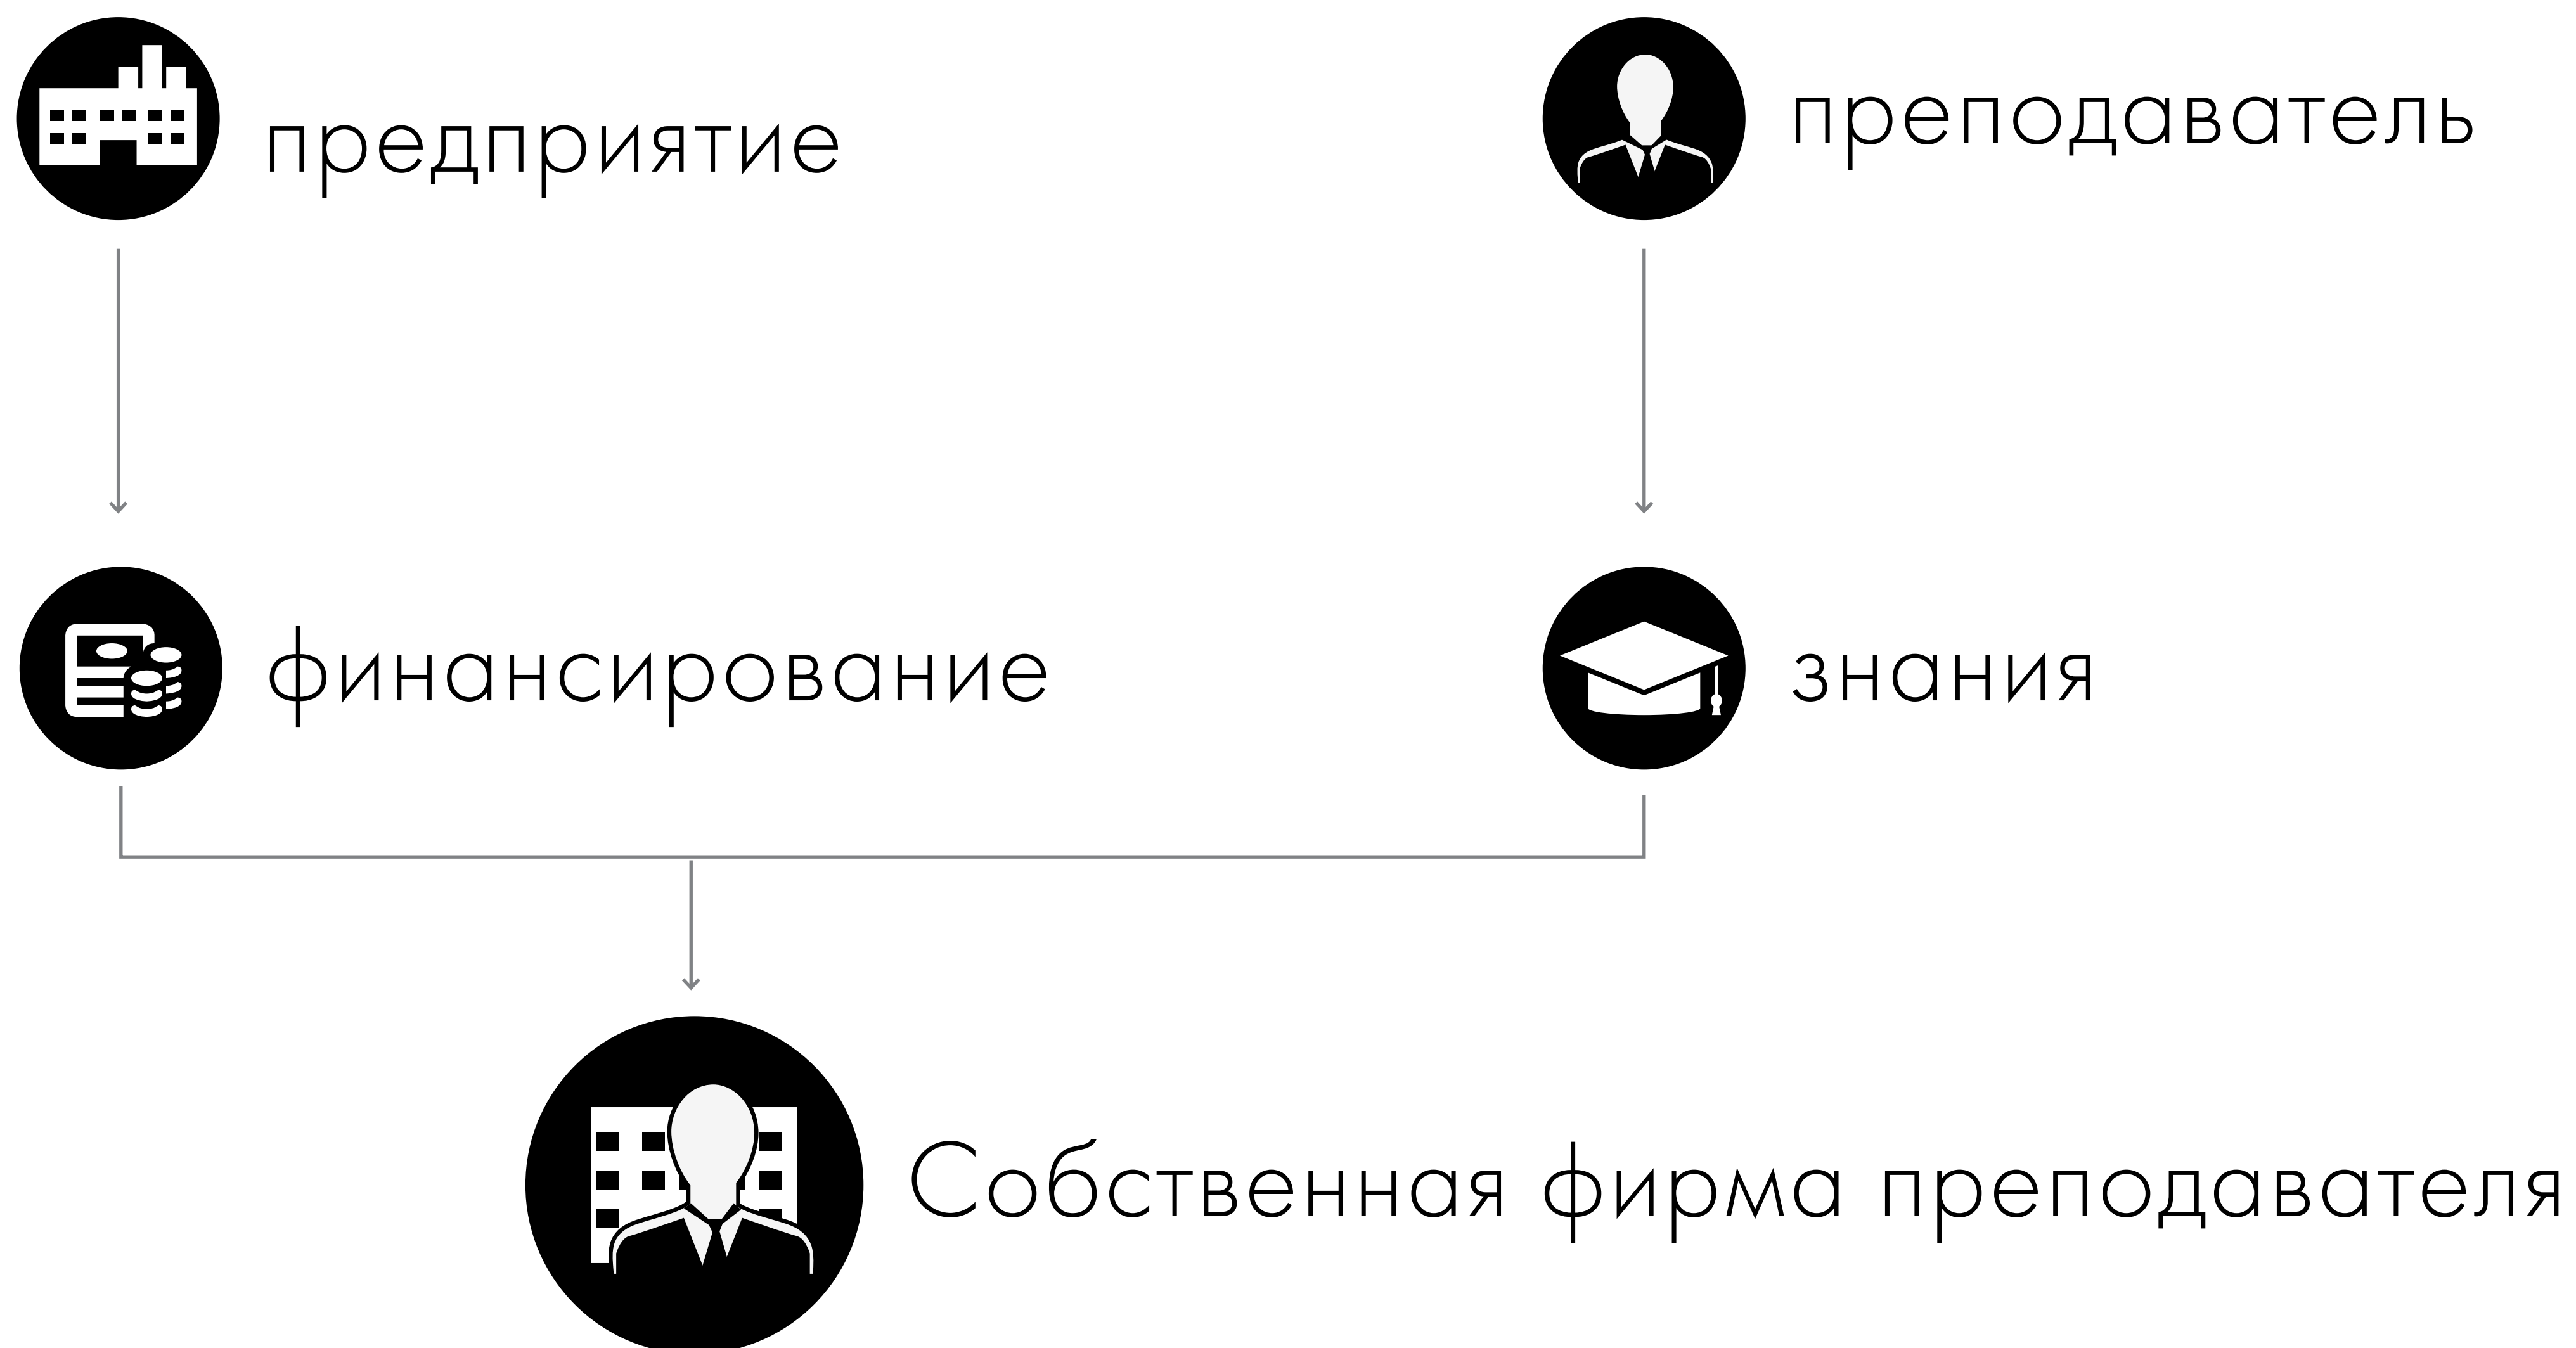 предприятие
преподаватель
финансирование
знания
Собственная фирма преподавателя